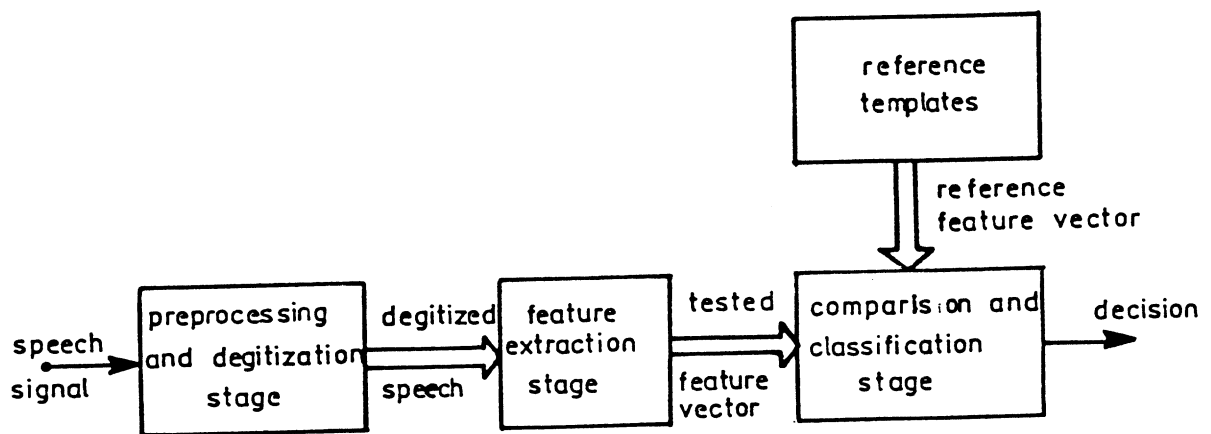 reference
templates
reference
feature vector
speech
signal
preprocessing
and degitization
stage
degitized
speech
feature
extraction
stage
tested
feature
vector
comparision and
classification
stage
decision